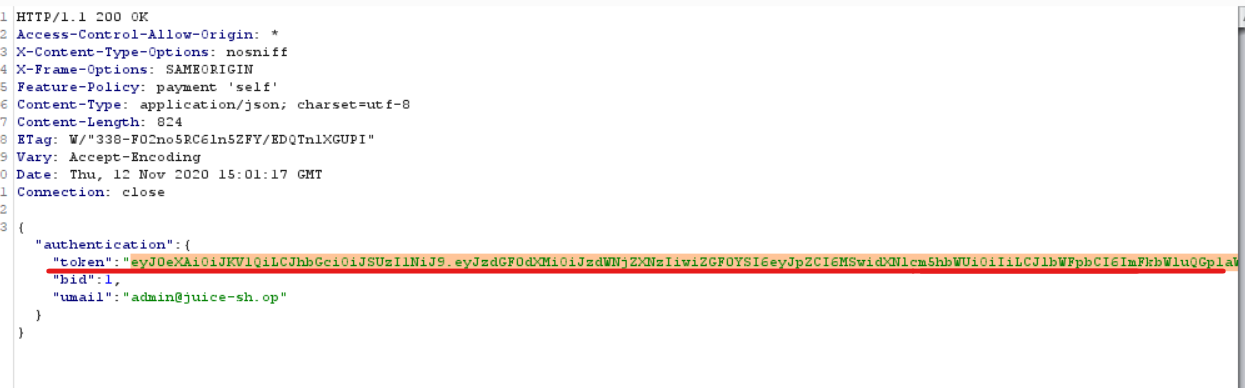 1 HTTP/1.1 200 OK
2 Access-Control-Allow-Origin: *
3 X-Content-Type-Options: nosniff
4 X-Frame-Options: SAMEORIGIN
5 Feature-Policy: payment 'self'
6 Content-Type: application/json; charset=utf-8
7 Content-Length: 824
8 ETag: W/"338-FO2no5RC6ln5ZFY/EDQTnlXGUPI"
9 Vary: Accept-Encoding
0 Date: Thu, 12 Nov 2020 15:01:17 GMT
1 Connection: close
2
3 {
"authentication":{
"token":"eyJ0eXAiOiJKV1QiLCJhbGciOiJSUzI1NiJ9.eyJzdGF0dXMiOiJzdWNjZXNzIiwiZGF0YSI6eyJpZCI6MSwidXNlcm5hbWUiOiIiLCJlbWFpbCI6ImFkbWluQGp1aW
"bid":1,
"umail":"admin@juice-sh.op"
}
}